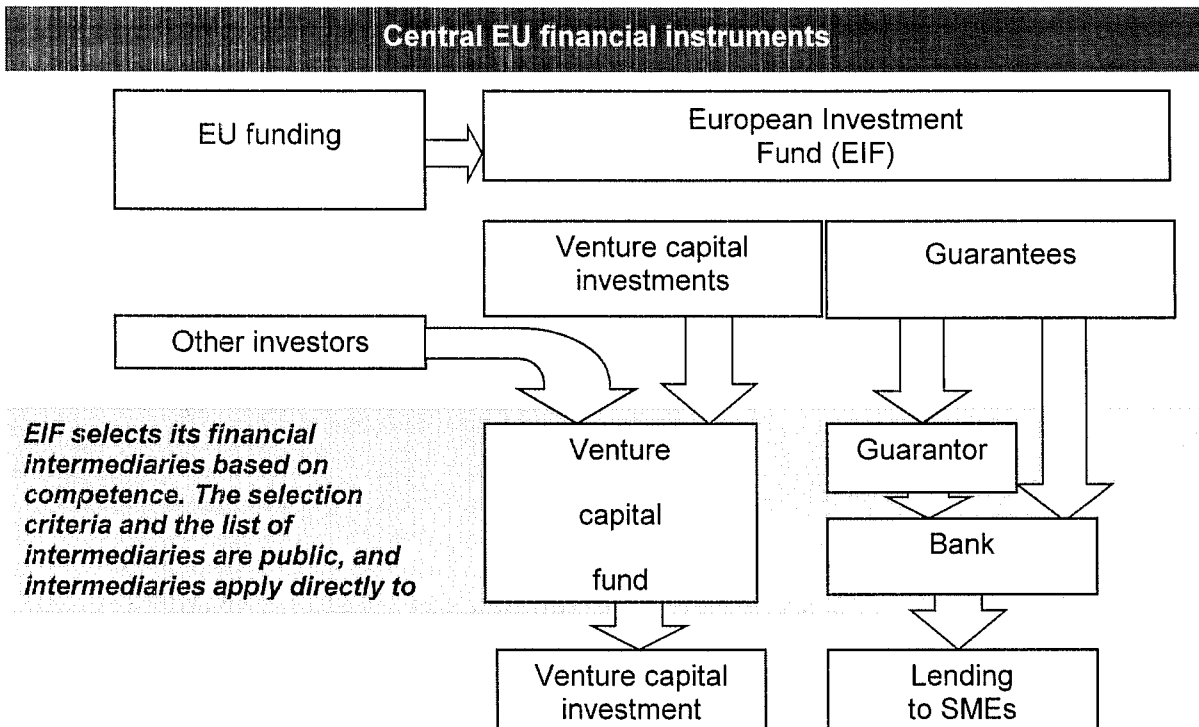 Central EU financial instruments
EU funding
European Investment
Fund (EIF)
Venture capital
investments
Guarantees
Other investors
EIF selects its financial
intermediaries based on
competence. The selection
criteria and the list of
intermediaries are public, and
intermediaries apply directly to
Venture
capital
fund
Guarantor
Bank
Venture capital
investment
Lending
to SMEs